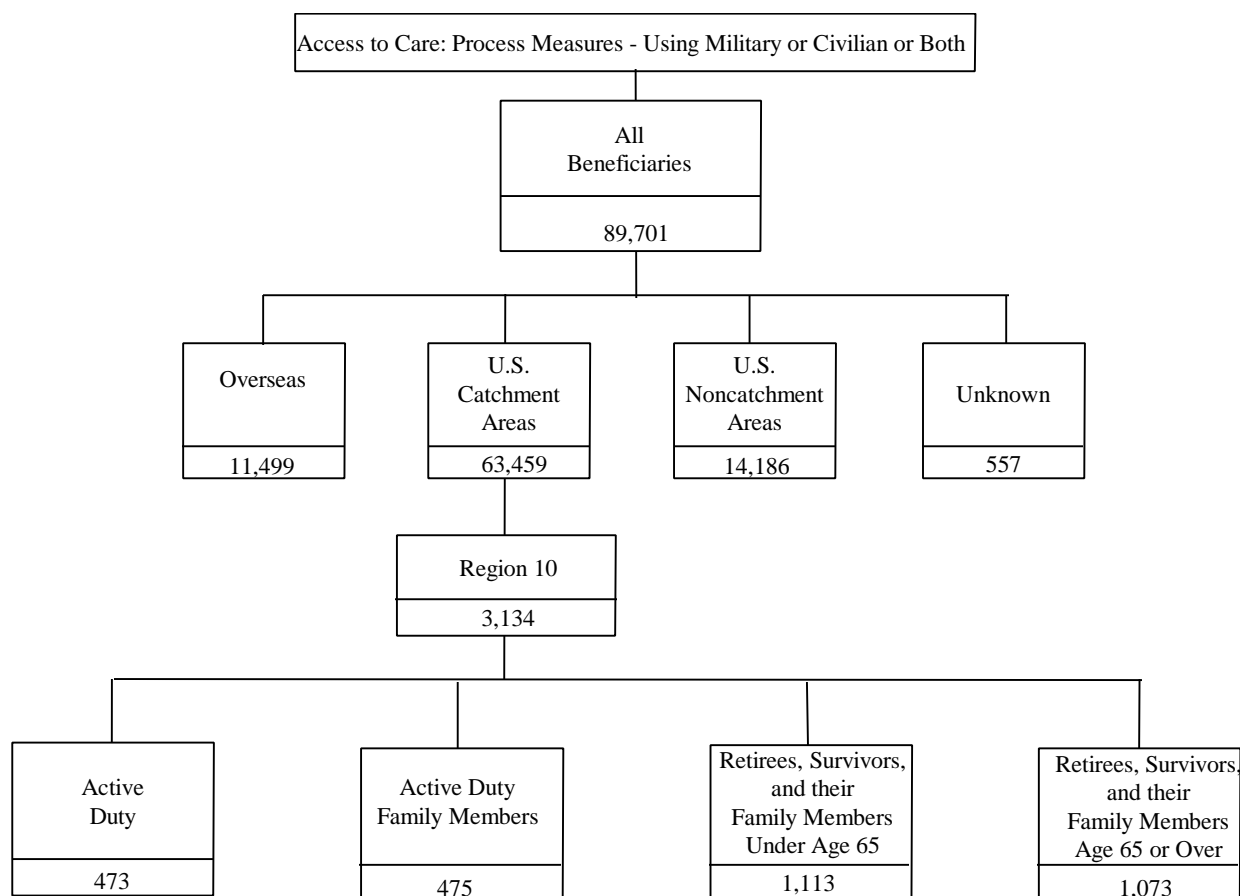 Access to Care: Process Measures - Using Military or Civilian or Both
All
Beneficiaries
89,701
Overseas
11,499
U.S.
Catchment
Areas
63,459
U.S.
Noncatchment
Areas
14,186
Unknown
557
Region 10
3,134
Active
Duty
473
Active Duty
Family Members
475
Retirees, Survivors,
and their
Family Members
Under Age 65
1,113
Retirees, Survivors,
and their
Family Members
Age 65 or Over
1,073